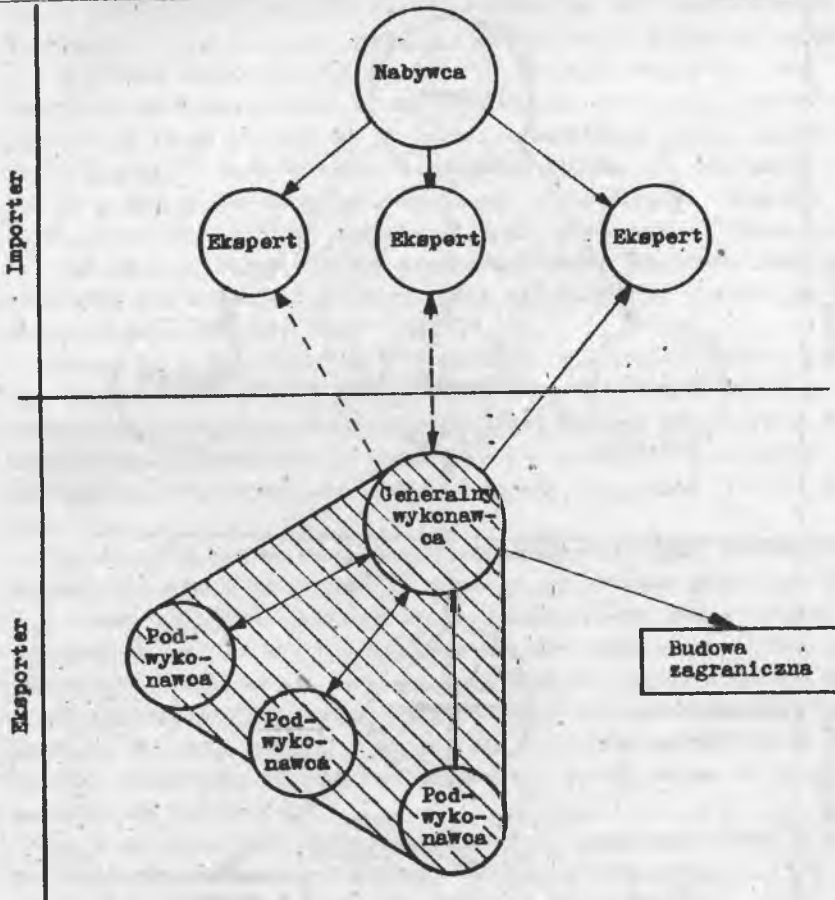 Importer
Nabywca
Ekspert
Ekspert
Ekspert
Eksporter
Generalny
wykonaw-
ca
Pod-
wyko-
nawca
Pod-
wyko-
nawca
Pod-
wyko-
nawca
Budowa
zagraniczna